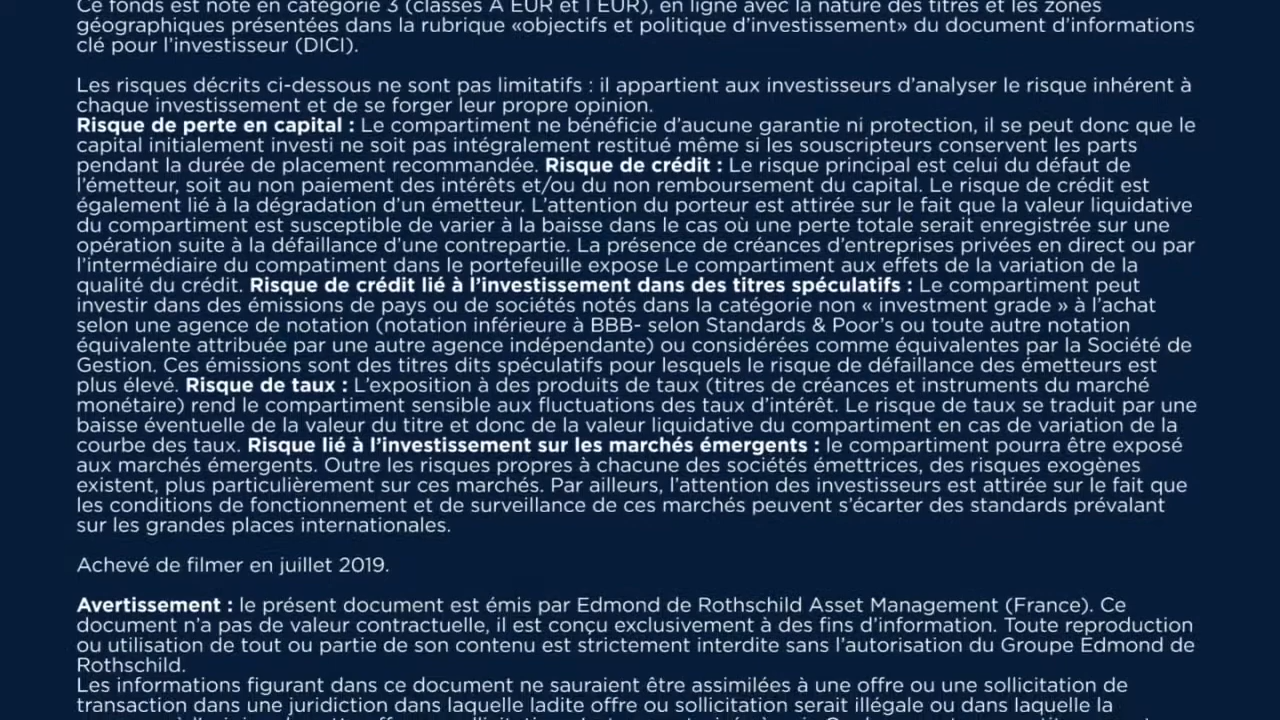 Ce fonds est noté en catégorie 3 (classes A EUR et I EUR), en ligne avec la nature des titres et les zones
géographiques présentées dans la rubrique «objectifs et politique d’investissement» du document d’informations
clé pour l’investisseur (DICI).
Les risques décrits ci-dessous ne sont pas limitatifs : il appartient aux investisseurs d’analyser le risque inhérent à
chaque investissement et de se forger leur propre opinion.
Risque de perte en capital : Le compartiment ne bénéficie d’aucune garantie ni protection, il se peut donc que le
capital initialement investi ne soit pas intégralement restitué même si les souscripteurs conservent les parts
pendant la durée de placement recommandée. Risque de crédit : Le risque principal est celui du défaut de
l’émetteur, soit au non paiement des intérêts et/ou du non remboursement du capital. Le risque de crédit est
également lié à la dégradation d’un émetteur. L’attention du porteur est attirée sur le fait que la valeur liquidative
du compartiment est susceptible de varier à la baisse dans le cas où une perte totale serait enregistrée sur une
opération suite à la défaillance d’une contrepartie. La présence de créances d’entreprises privées en direct ou par
l’intermédiaire du compatiment dans le portefeuille expose Le compartiment aux effets de la variation de la
qualité du crédit. Risque de crédit lié à l’investissement dans des titres spéculatifs : Le compartiment peut
investir dans des émissions de pays ou de sociétés notés dans la catégorie non « investment grade » à l’achat
selon une agence de notation (notation inférieure à BBB- selon Standards & Poor’s ou toute autre notation
équivalente attribuée par une autre agence indépendante) ou considérées comme équivalentes par la Société de
Gestion. Ces émissions sont des titres dits spéculatifs pour lesquels le risque de défaillance des émetteurs est
plus élevé. Risque de taux : L’exposition à des produits de taux (titres de créances et instruments du marché
monétaire) rend le compartiment sensible aux fluctuations des taux d’intérêt. Le risque de taux se traduit par une
baisse éventuelle de la valeur du titre et donc de la valeur liquidative du compartiment en cas de variation de la
courbe des taux. Risque lié à l’investissement sur les marchés émergents : le compartiment pourra être exposé
aux marchés émergents. Outre les risques propres à chacune des sociétés émettrices, des risques exogènes
existent, plus particulièrement sur ces marchés. Par ailleurs, l’attention des investisseurs est attirée sur le fait que
les conditions de fonctionnement et de surveillance de ces marchés peuvent s’écarter des standards prévalant
sur les grandes places internationales.
Achevé de filmer en juillet 2019.
Avertissement : le présent document est émis par Edmond de Rothschild Asset Management (France). Ce
document n’a pas de valeur contractuelle, il est conçu exclusivement à des fins d’information. Toute reproduction
ou utilisation de tout ou partie de son contenu est strictement interdite sans l’autorisation du Groupe Edmond de
Rothschild.
Les informations figurant dans ce document ne sauraient être assimilées à une offre ou une sollicitation de
transaction dans une juridiction dans laquelle ladite offre ou sollicitation serait illégale ou dans laquelle la